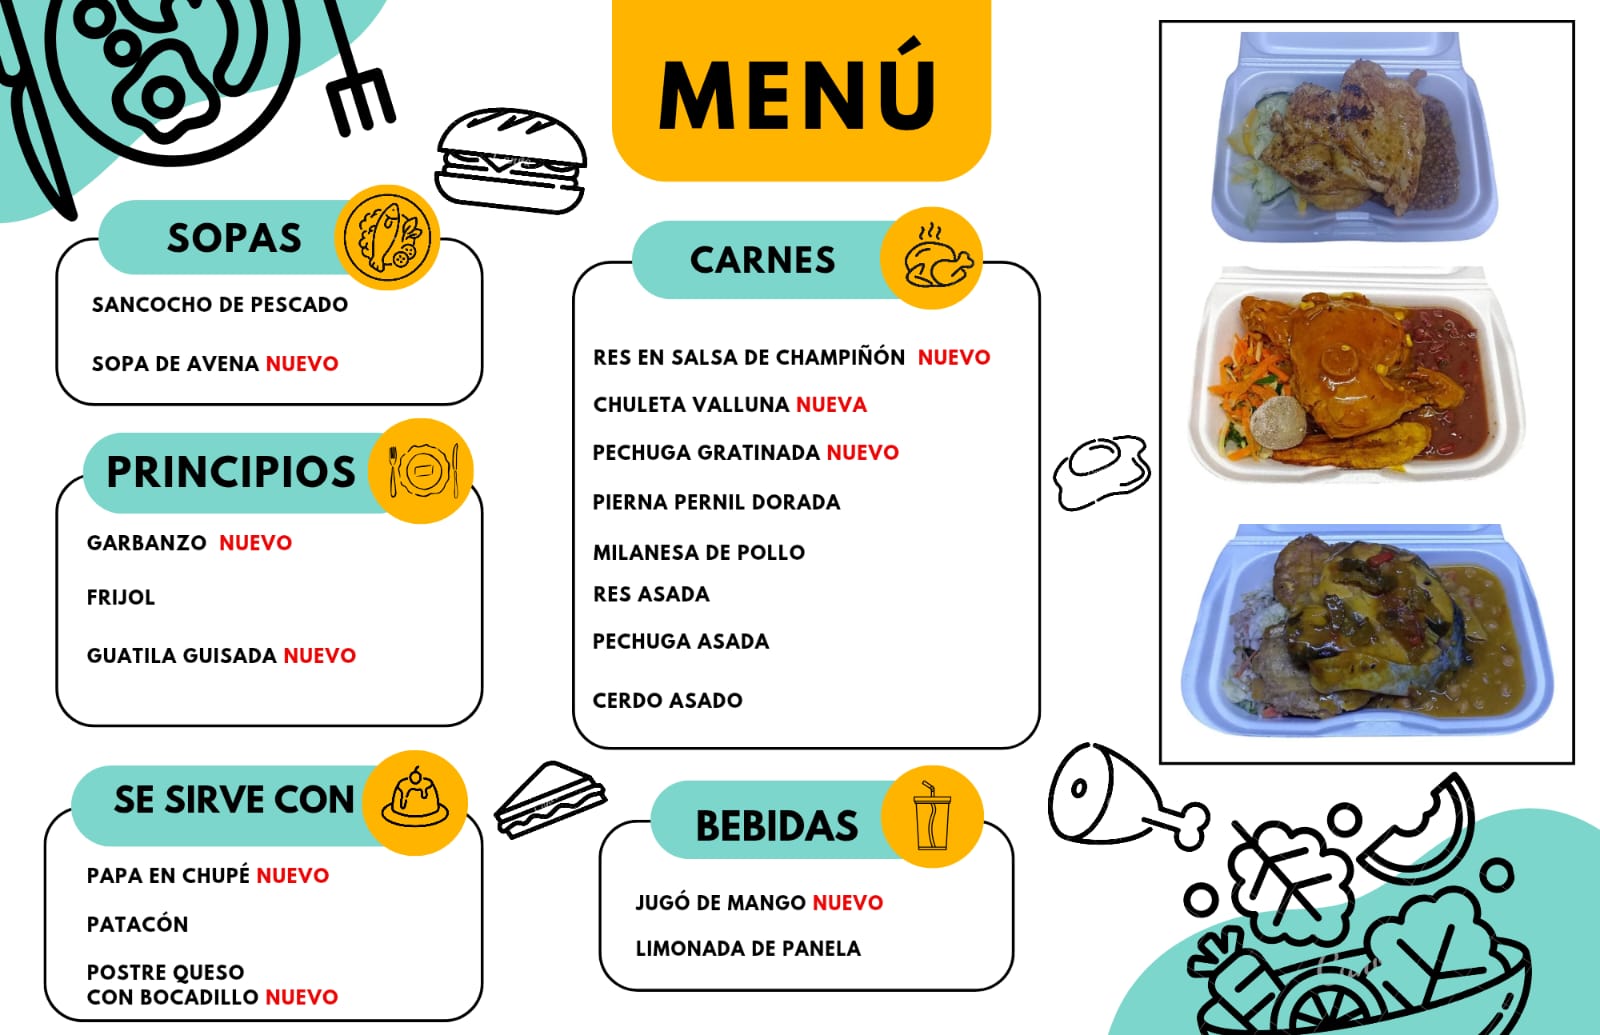 MENÚ
SOPAS
SANCOCHO DE PESCADO
SOPA DE AVENA NUEVO
PRINCIPIOS
GARBANZO NUEVO
FRIJOL
GUATILA GUISADA NUEVO
SE SIRVE CON
PAPA EN CHUPÉ NUEVO
PATACÓN
POSTRE QUESO
CON BOCADILLO NUEVO
CARNES
RES EN SALSA DE CHAMPIÑÓN NUEVO
CHULETA VALLUNA NUEVA
PECHUGA GRATINADA NUEVO
PIERNA PERNIL DORADA
MILANESA DE POLLO
RES ASADA
PECHUGA ASADA
CERDO ASADO
BEBIDAS
JUGÓ DE MANGO NUEVO
LIMONADA DE PANELA